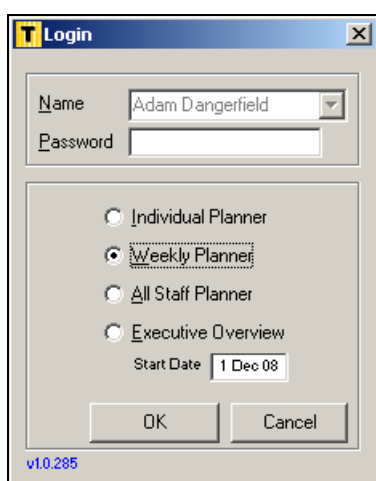 T Login
Name Adam Dangerfield
Password
Individual Planner
Weekly Planner
All Staff Planner
Executive Overview
Start Date 1 Dec 08
OK Cancel
v1.0.285